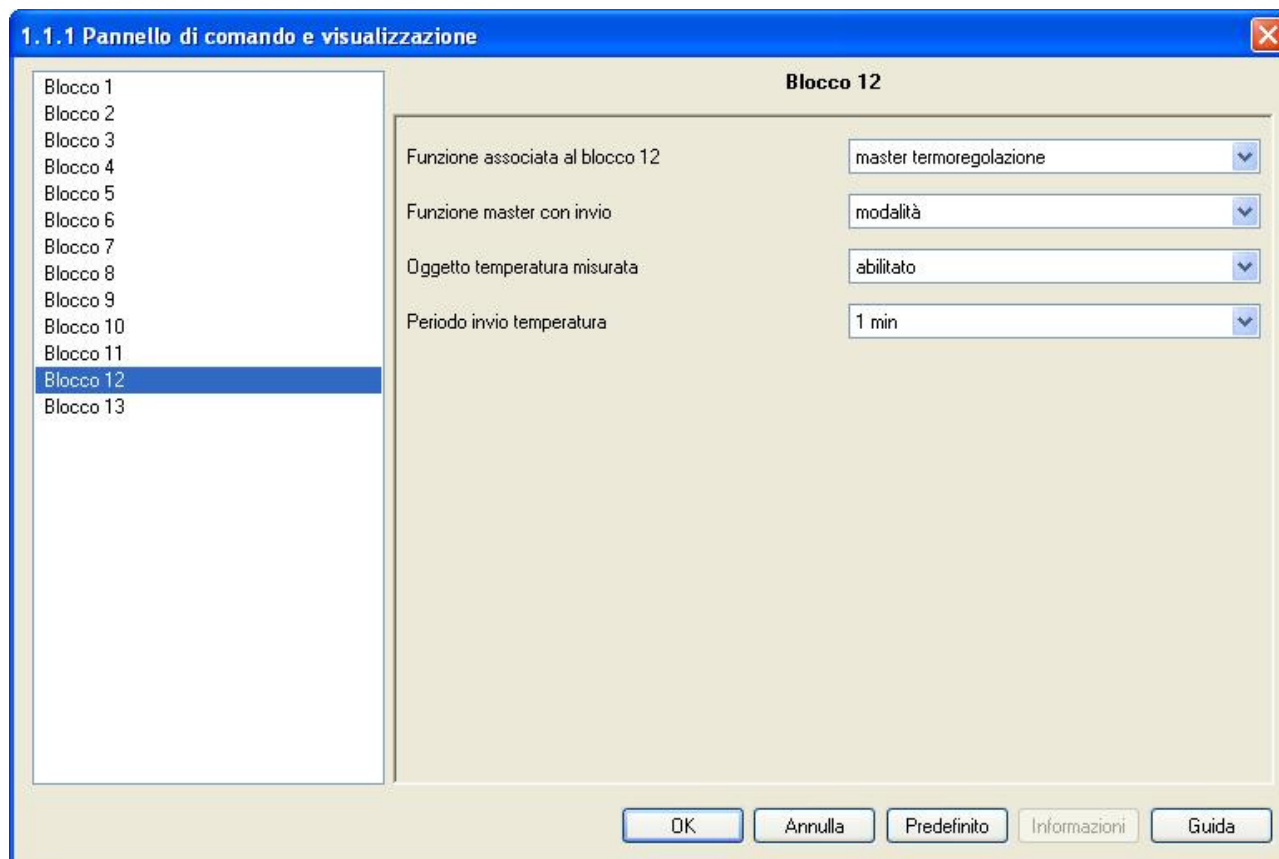 1.1.1 Pannello di comando e visualizzazione
Blocco 1
Blocco 2
Blocco 3
Blocco 4
Blocco 5
Blocco 6
Blocco 7
Blocco 8
Blocco 9
Blocco 10
Blocco 11
Blocco 12
Blocco 13
Blocco 12
Funzione associata al blocco 12 master termoregolazione
Funzione master con invio modalità
Oggetto temperatura misurata abilitato
Periodo invio temperatura 1 min
OK Annulla Predefinito Informazioni Guida